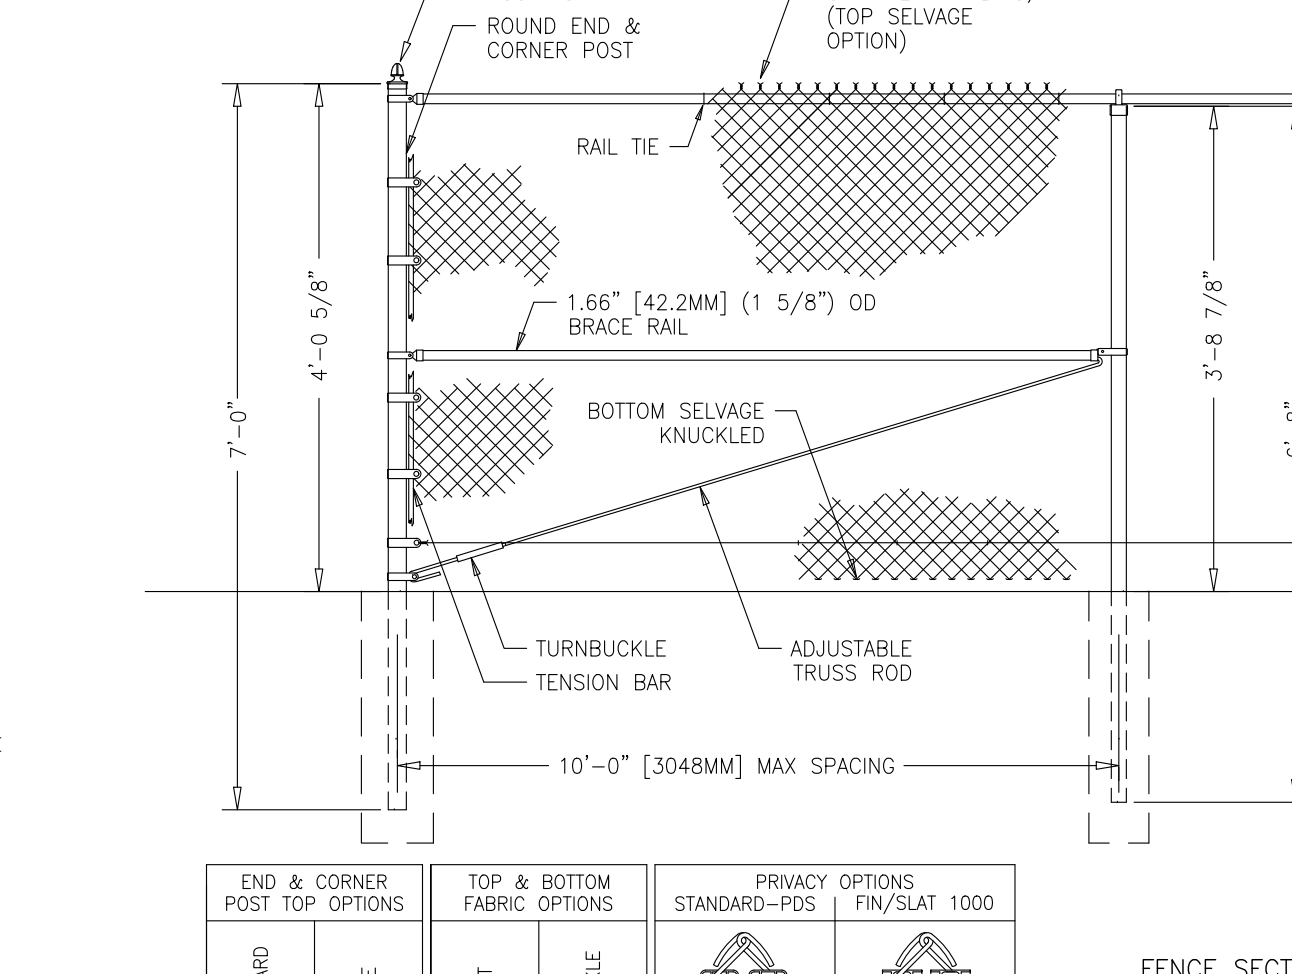 ROUND END &
CORNER POST
(TOP SELVAGE
OPTION)
RAIL TIE
1.66" [42.2MM] (1 5/8") OD
BRACE RAIL
4'-0 5/8"
3'-8 7/8"
7'-0"
BOTTOM SELVAGE
KNUCKLED
TURNBUCKLE
TENSION BAR
ADJUSTABLE
TRUSS ROD
10'-0" [3048MM] MAX SPACING
END & CORNER
POST TOP OPTIONS
TOP & BOTTOM
FABRIC OPTIONS
PRIVACY OPTIONS
STANDARD-PDS
FIN/SLAT 1000
FENCE